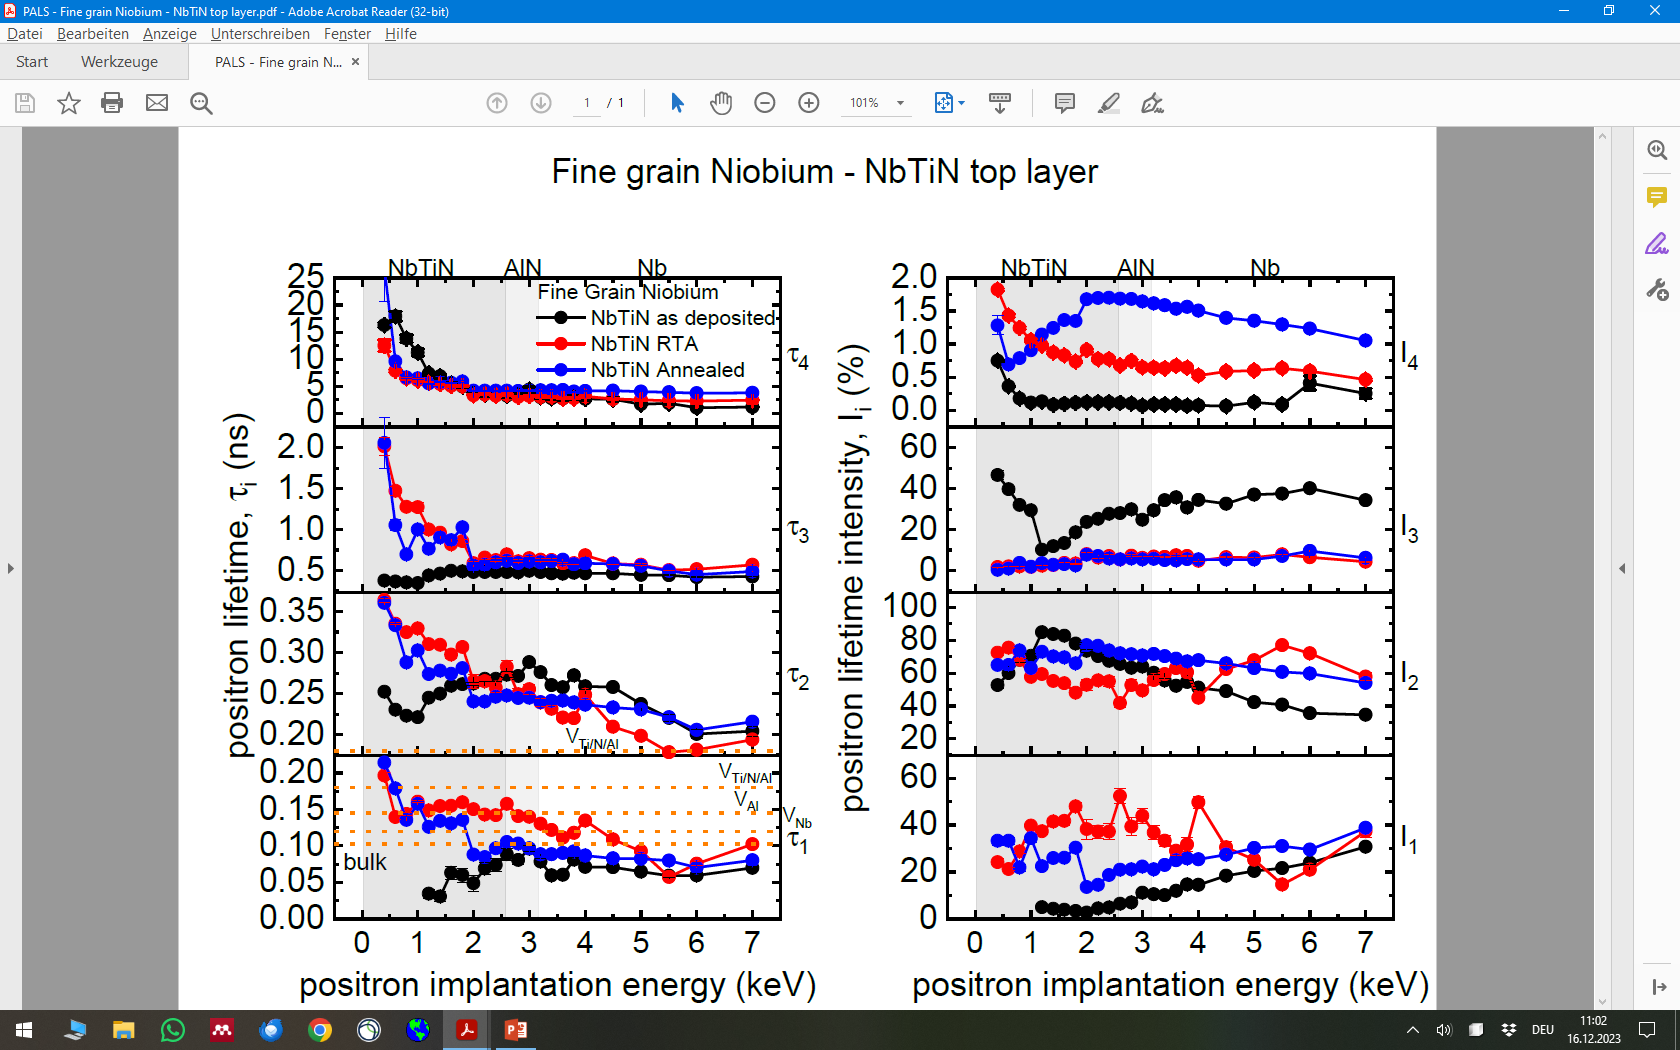 PALS - Fine grain Niobium - NbTiN top layer.pdf - Adobe Acrobat Reader (32-bit)
Datei Bearbeiten Anzeige Unterschreiben Fenster Hilfe
Start Werkzeuge PALS - Fine grain N... ×
1 / 1 101%
Fine grain Niobium - NbTiN top layer
NbTiN AlN Nb
Fine Grain Niobium
NbTiN as deposited
NbTiN RTA
NbTiN Annealed
25
20
15
10
5
0
τ4
2.0
1.5
1.0
0.5
τ3
0.35
0.30
0.25
0.20
τ2
VTi/N/Al
0.20
0.15
0.10
0.05
0.00
VTi/N/Al
VAl
VNb
τ1
bulk
0 1 2 3 4 5 6 7
positron lifetime, τi (ns)
positron implantation energy (keV)
NbTiN AlN Nb
2.0
1.5
1.0
0.5
0.0
I4
60
40
20
0
I3
100
80
60
40
20
I2
60
40
20
0
I1
0 1 2 3 4 5 6 7
positron lifetime intensity, Ii (%)
positron implantation energy (keV)
DEU
11:02
16.12.2023